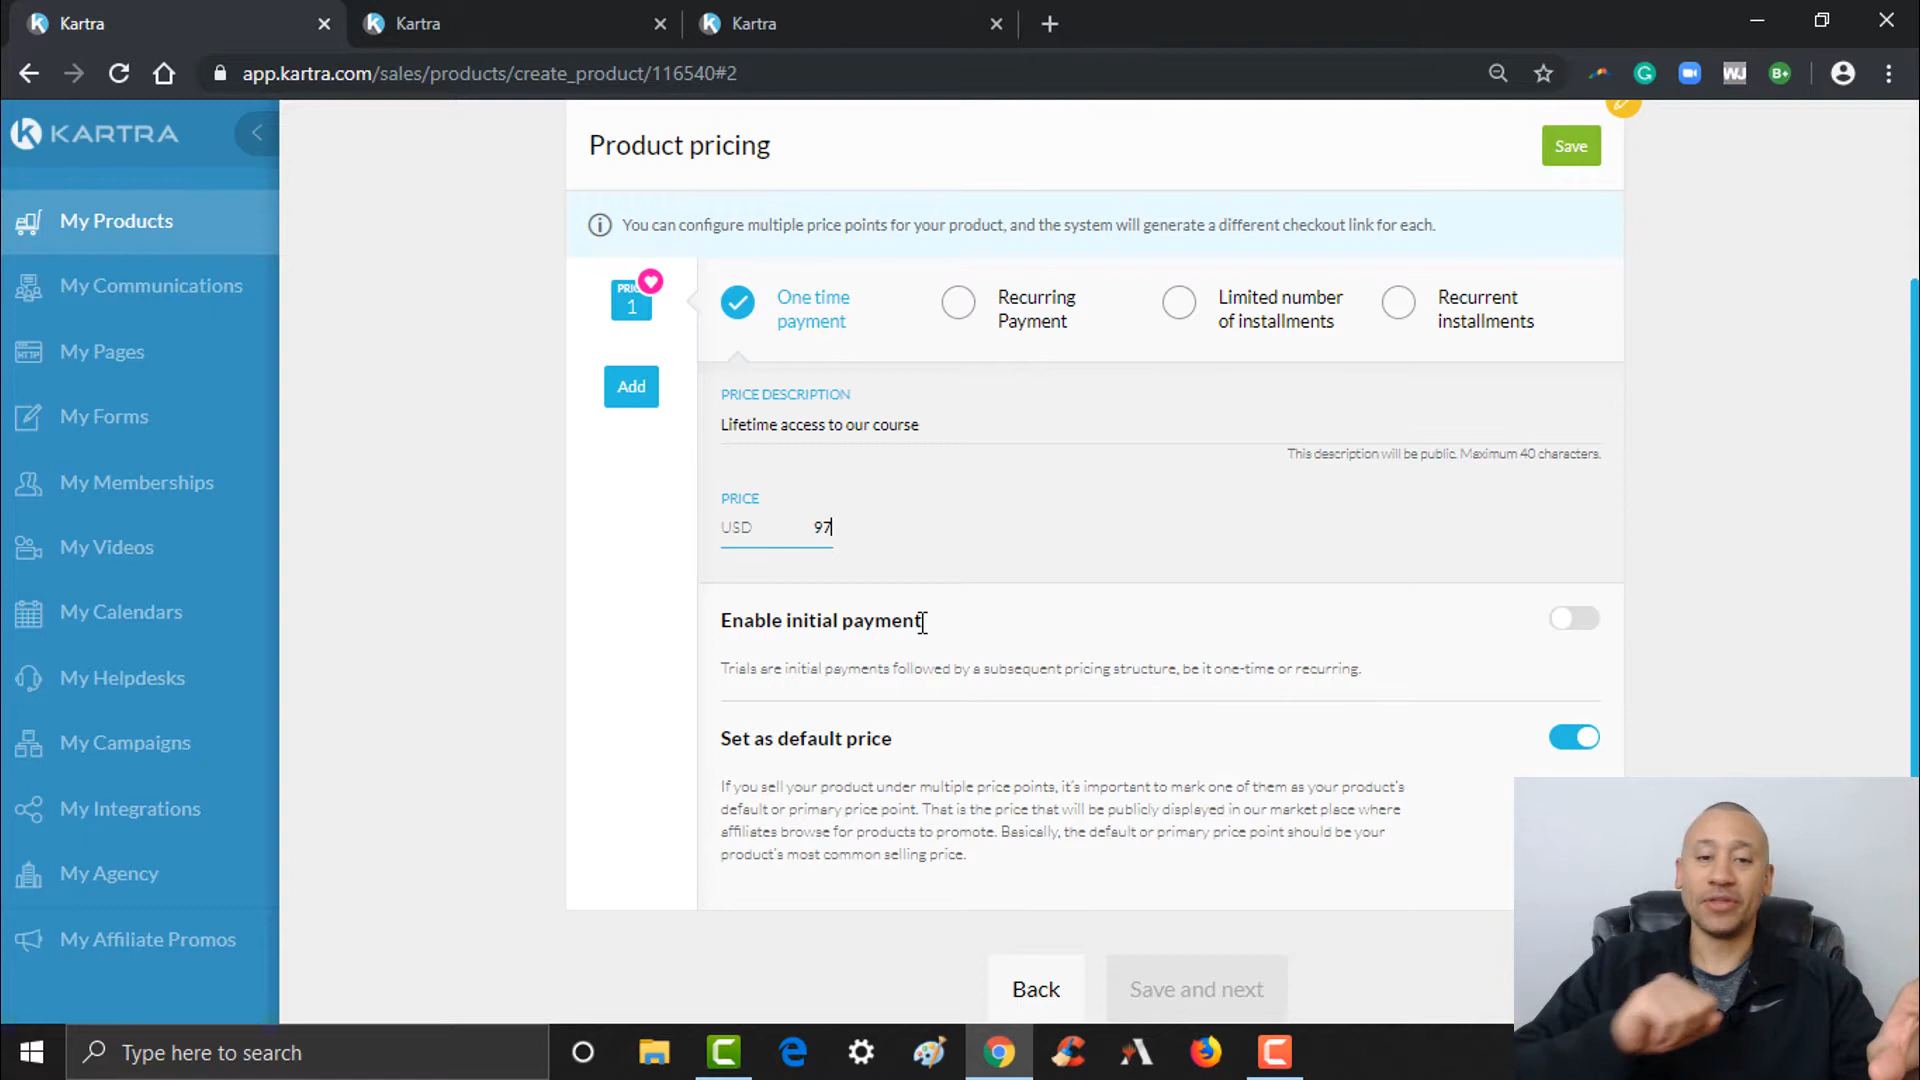 Kartra
Kartra
Kartra
app.kartra.com/sales/products/create_product/116540#2
WJ
B+
KARTRA
My Products
My Communications
HTTP
My Pages
My Forms
My Memberships
My Videos
My Calendars
My Helpdesks
My Campaigns
My Integrations
My Agency
My Affiliate Promos
Product pricing
Save
You can configure multiple price points for your product, and the system will generate a different checkout link for each.
1
Add
One time
payment
Recurring
Payment
Limited number
of installments
Recurrent
installments
PRICE DESCRIPTION
Lifetime access to our course
This description will be public. Maximum 40 characters.
PRICE
USD 97
Enable initial payment
Trials are initial payments followed by a subsequent pricing structure, be it one-time or recurring.
Set as default price
If you sell your product under multiple price points, it's important to mark one of them as your product's
default or primary price point. That is the price that will be publicly displayed in our market place where
affiliates browse for products to promote. Basically, the default or primary price point should be your
product's most common selling price.
Back
Save and next
Type here to search